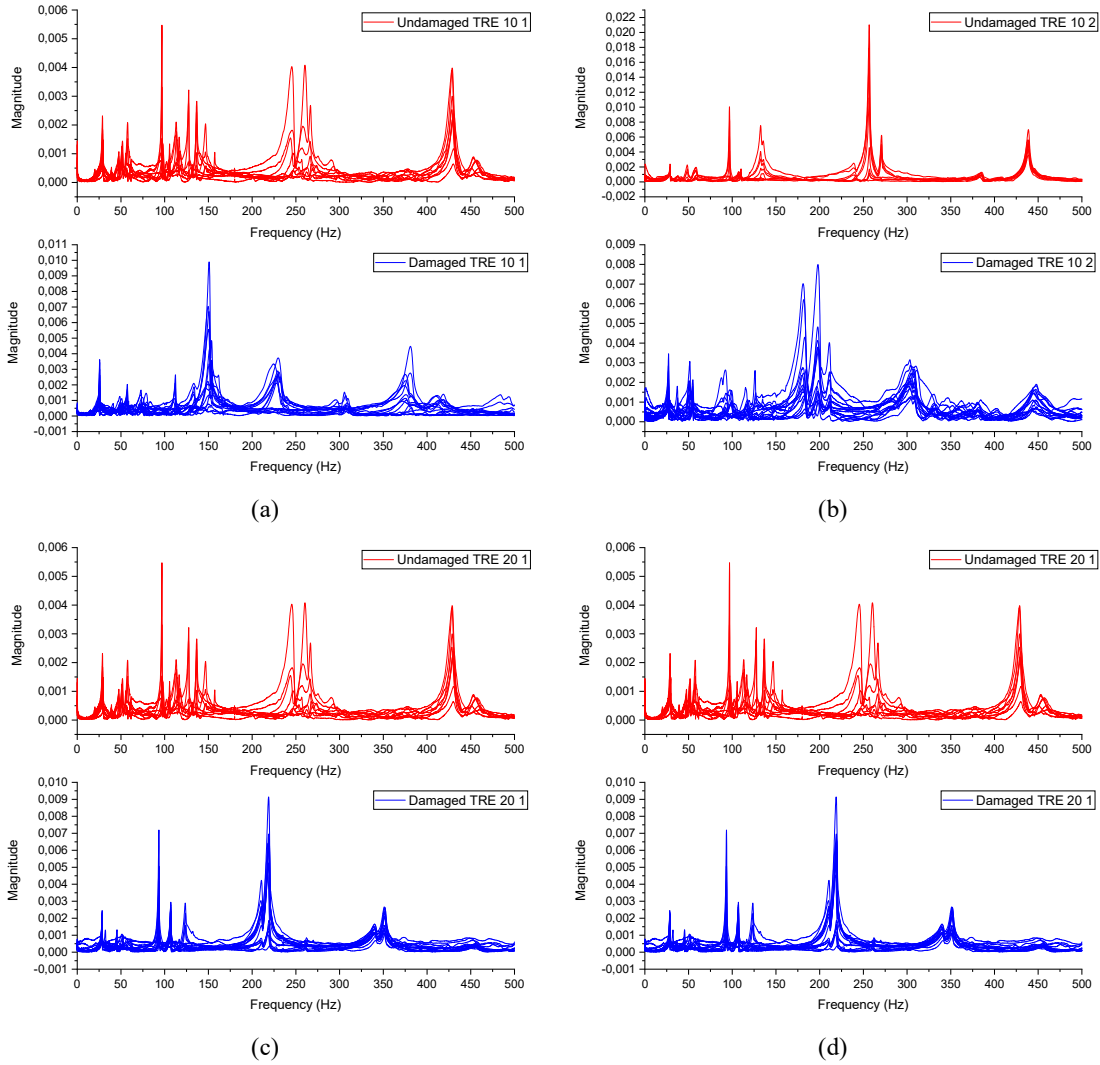 0,006
0,005
0,004
0,003
0,002
0,001
0,000
Magnitude
Undamaged TRE 10 1
0 50 100 150 200 250 300 350 400 450 500
Frequency (Hz)
0,011
0,010
0,009
0,008
0,007
0,006
0,005
0,004
0,003
0,002
0,001
0,000
-0,001
Magnitude
Damaged TRE 10 1
0 50 100 150 200 250 300 350 400 450 500
Frequency (Hz)
(a)
0,022
0,020
0,018
0,016
0,014
0,012
0,010
0,008
0,006
0,004
0,002
0,000
-0,002
Magnitude
Undamaged TRE 10 2
0 50 100 150 200 250 300 350 400 450 500
Frequency (Hz)
0,009
0,008
0,007
0,006
0,005
0,004
0,003
0,002
0,001
0,000
Magnitude
Damaged TRE 10 2
0 50 100 150 200 250 300 350 400 450 500
Frequency (Hz)
(b)
0,006
0,005
0,004
0,003
0,002
0,001
0,000
Magnitude
Undamaged TRE 20 1
0 50 100 150 200 250 300 350 400 450 500
Frequency (Hz)
0,010
0,009
0,008
0,007
0,006
0,005
0,004
0,003
0,002
0,001
0,000
-0,001
Magnitude
Damaged TRE 20 1
0 50 100 150 200 250 300 350 400 450 500
Frequency (Hz)
(c)
0,006
0,005
0,004
0,003
0,002
0,001
0,000
Magnitude
Undamaged TRE 20 1
0 50 100 150 200 250 300 350 400 450 500
Frequency (Hz)
0,010
0,009
0,008
0,007
0,006
0,005
0,004
0,003
0,002
0,001
0,000
-0,001
Magnitude
Damaged TRE 20 1
0 50 100 150 200 250 300 350 400 450 500
Frequency (Hz)
(d)